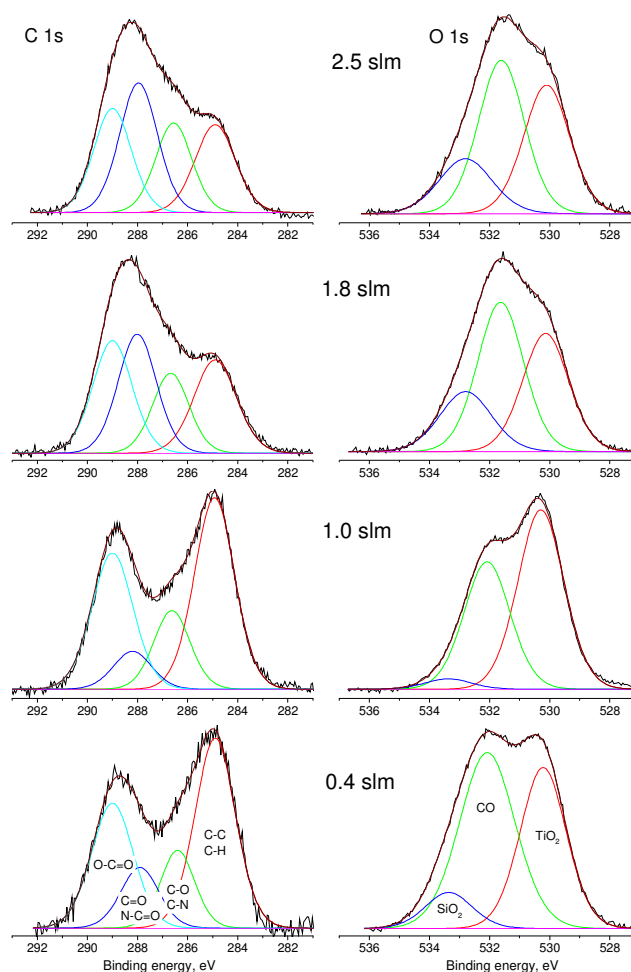 C 1s
O 1s
2.5 slm
292 290 288 286 284 282
536 534 532 530 528
1.8 slm
292 290 288 286 284 282
536 534 532 530 528
1.0 slm
292 290 288 286 284 282
536 534 532 530 528
0.4 slm
C-C
C-H
CO
TiO2
O-C=O
C-O
C=O
C-N
N-C=O
SiO2
292 290 288 286 284 282
536 534 532 530 528
Binding energy, eV
Binding energy, eV